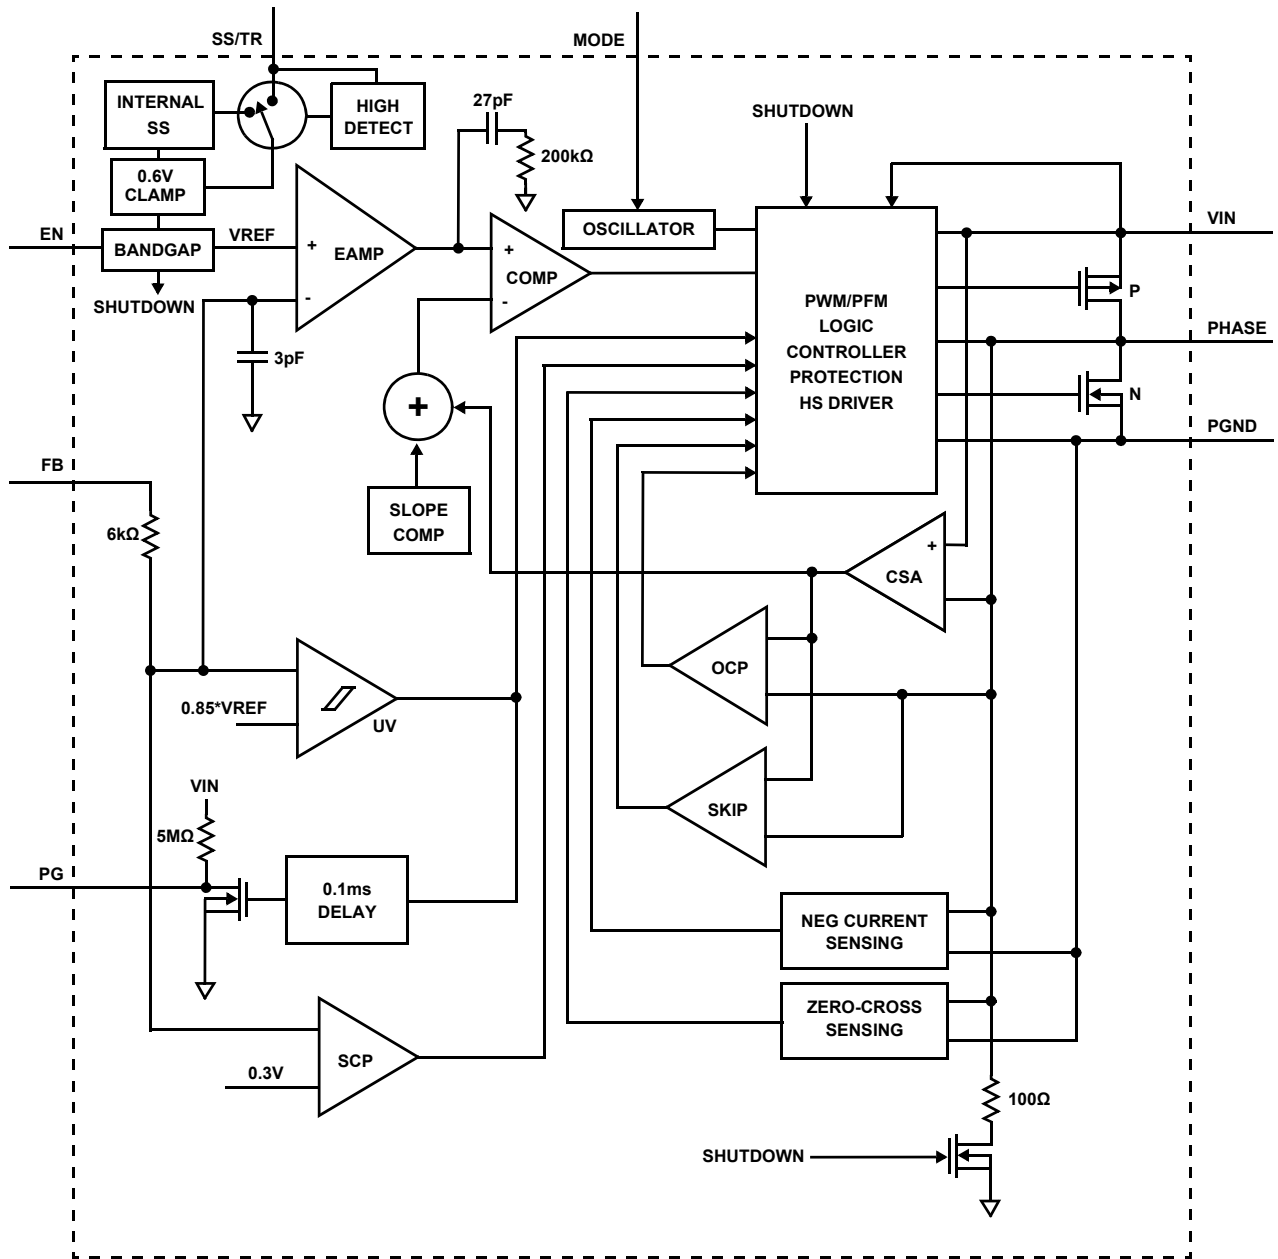 SS/TR
MODE
INTERNAL
SS
HIGH
DETECT
27pF
200kΩ
SHUTDOWN
0.6V
CLAMP
EN
BANDGAP
VREF
+
EAMP
-
SHUTDOWN
3pF
+
COMP
-
OSCILLATOR
PWM/PFM
LOGIC
CONTROLLER
PROTECTION
HS DRIVER
VIN
P
PHASE
N
PGND
+
FB
6kΩ
SLOPE
COMP
+
CSA
OCP
0.85*VREF
UV
SKIP
VIN
5MΩ
PG
0.1ms
DELAY
NEG CURRENT
SENSING
ZERO-CROSS
SENSING
SCP
0.3V
100Ω
SHUTDOWN